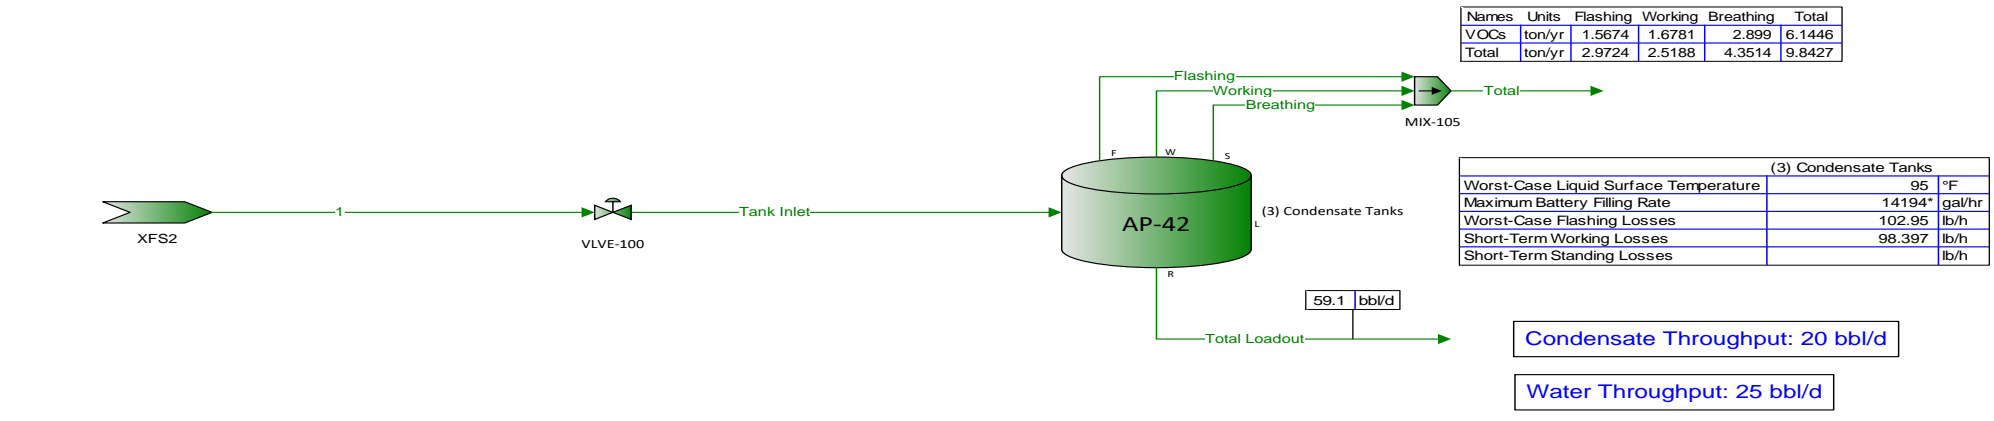 Names Units Flashing Working Breathing Total
VOCs ton/yr 1.5674 1.6781 2.899 6.1446
Total ton/yr 2.9724 2.5188 4.3514 9.8427
Flashing
Working
Breathing
Total
MIX-105
F
W
S
(3) Condensate Tanks
Worst-Case Liquid Surface Temperature 95 °F
Maximum Battery Filling Rate 14194* gal/hr
Worst-Case Flashing Losses 102.95 lb/h
Short-Term Working Losses 98.397 lb/h
Short-Term Standing Losses lb/h
1
Tank Inlet
AP-42
(3) Condensate Tanks
L
XFS2
VLVE-100
R
59.1 bbl/d
Total Loadout
Condensate Throughput: 20 bbl/d
Water Throughput: 25 bbl/d